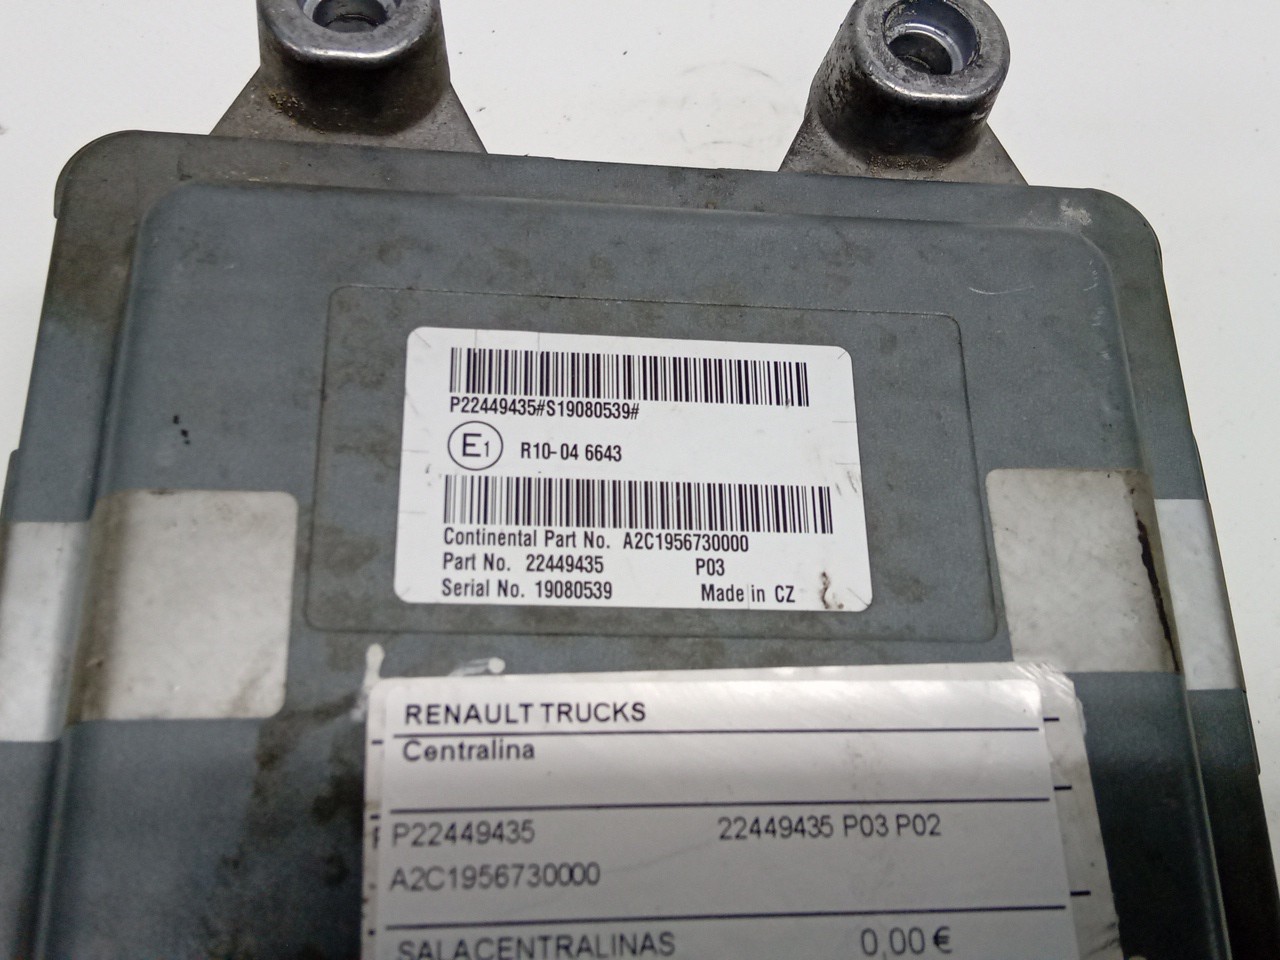 P22449435#S19080539#
E1 R10-04 6643
Continental Part No. A2C1956730000
Part No. 22449435 P03
Serial No. 19080539 Made in CZ
RENAULT TRUCKS
Centralina
P22449435 22449435 P03 P02
A2C1956730000
SALACENTRALINAS 0,00 €